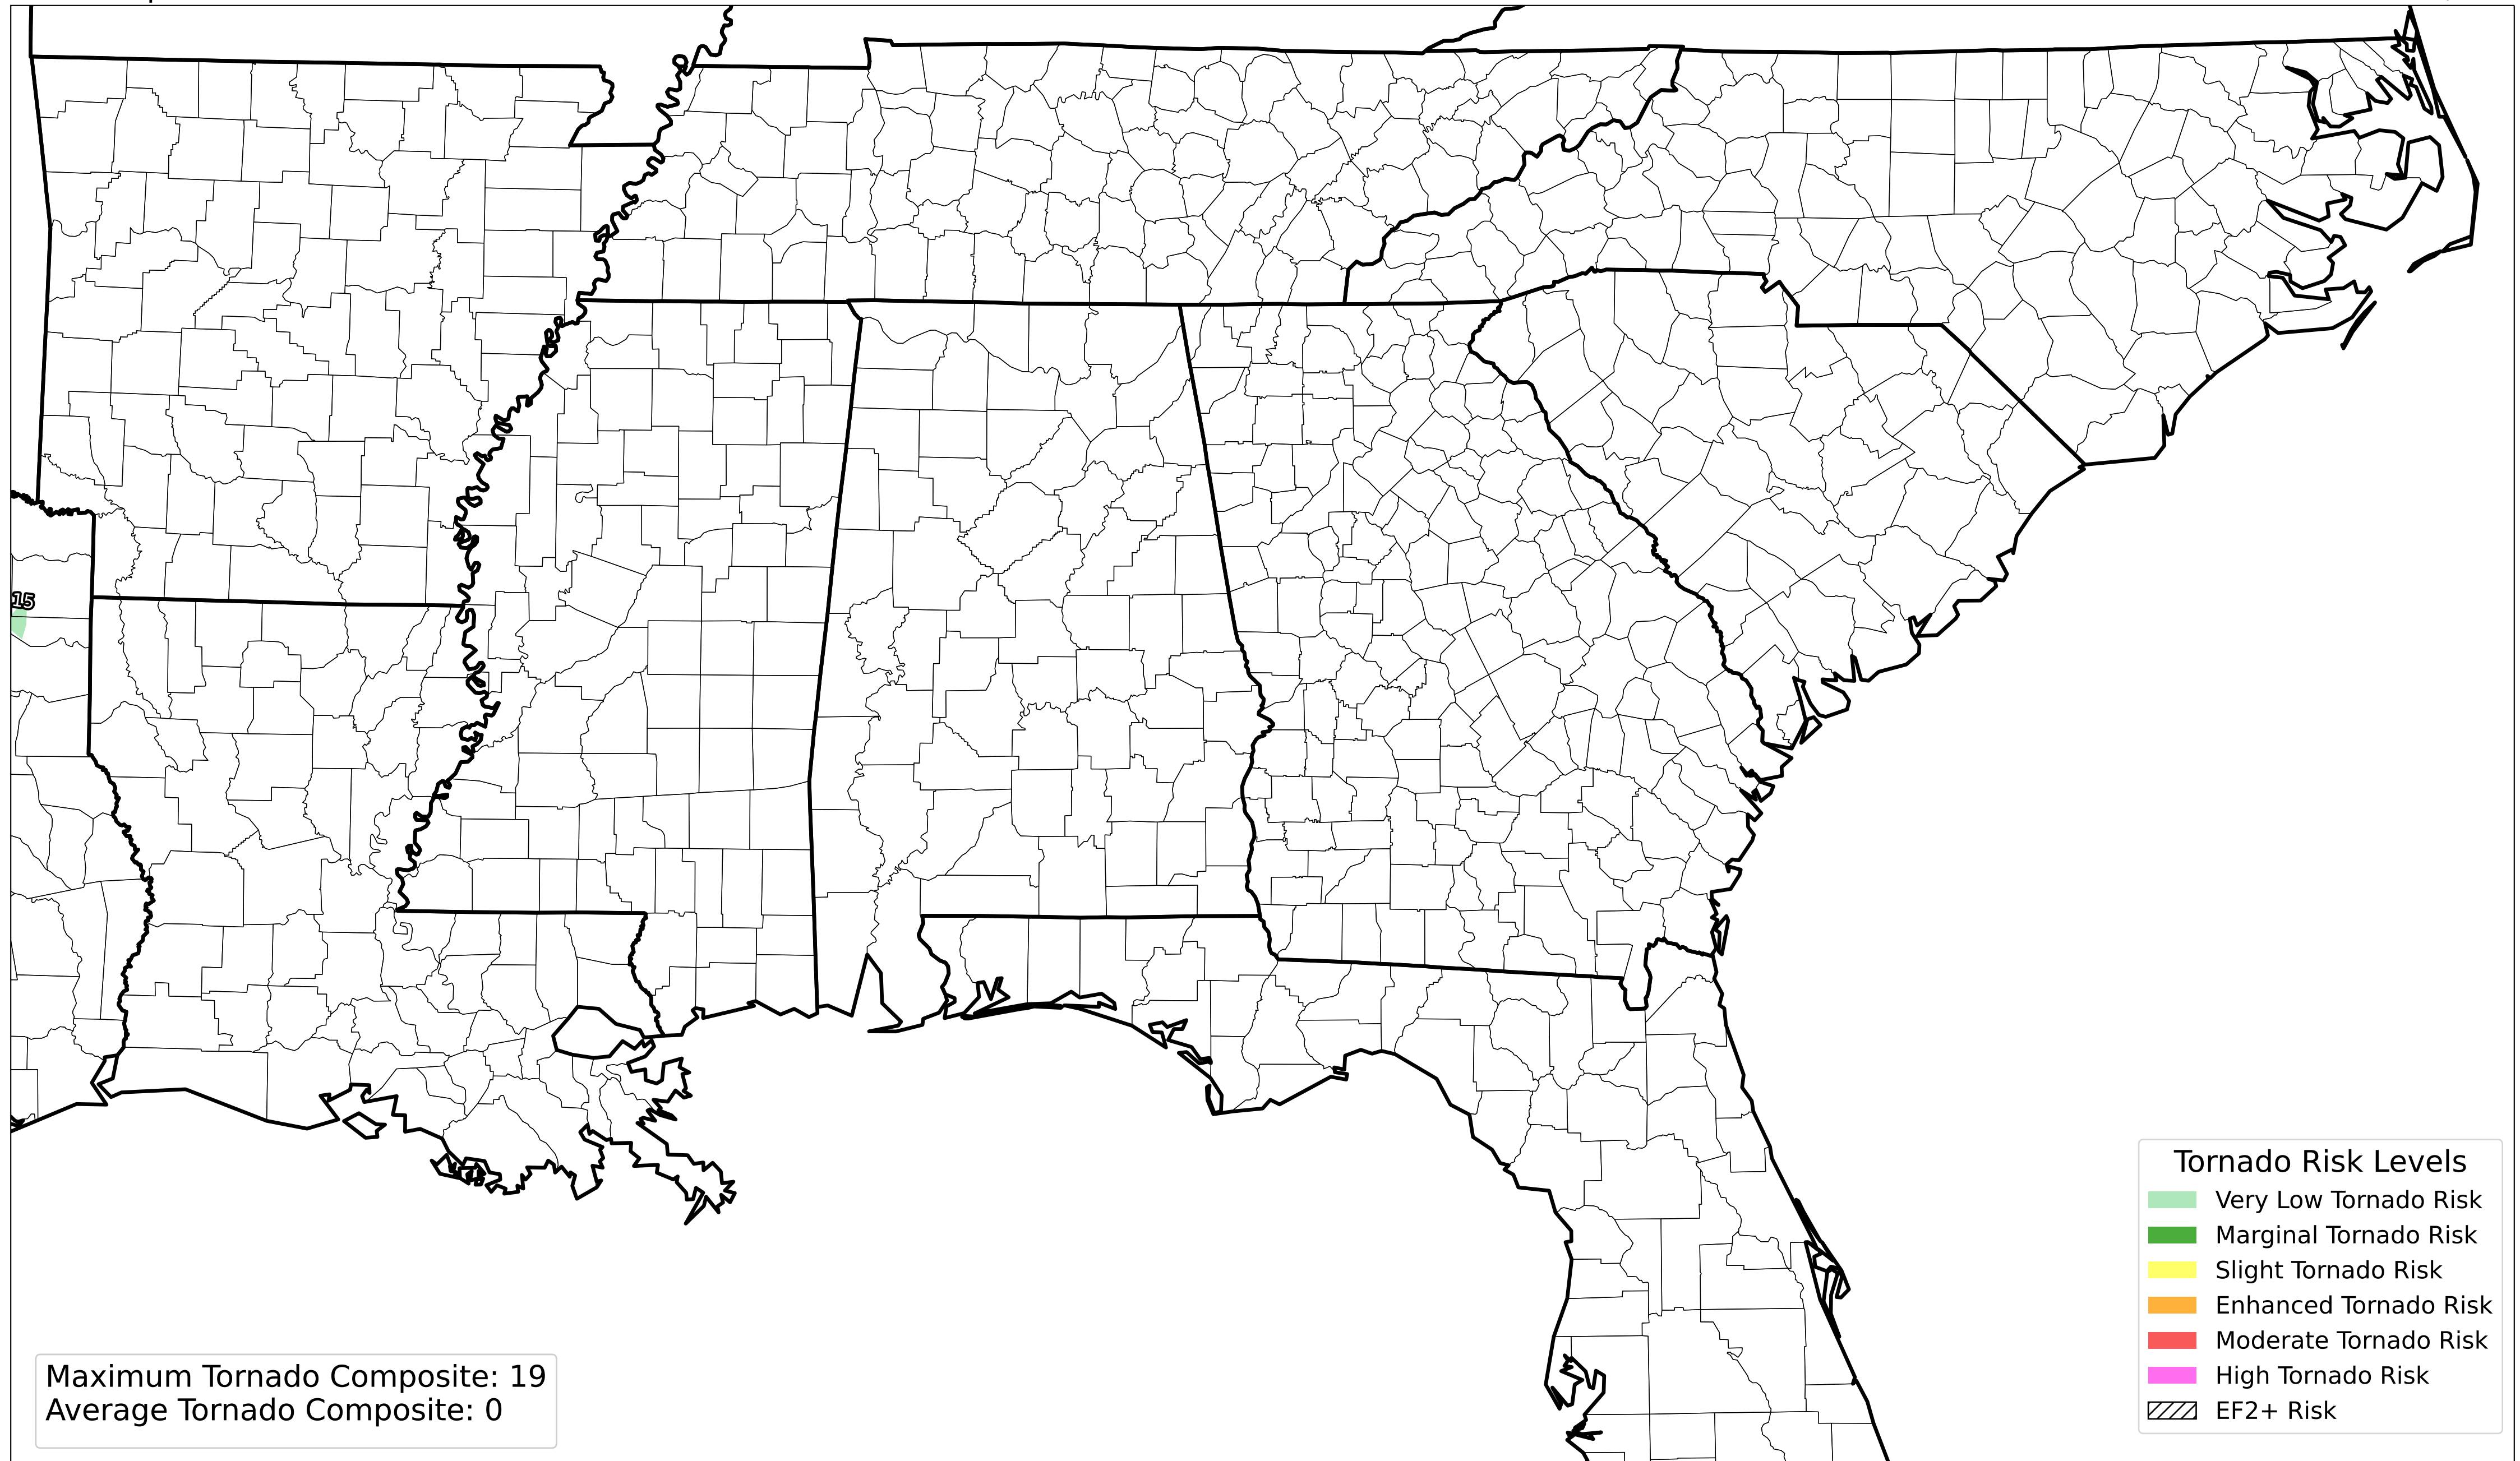 15
Tornado Risk Levels
Very Low Tornado Risk
Marginal Tornado Risk
Slight Tornado Risk
Enhanced Tornado Risk
Moderate Tornado Risk
High Tornado Risk
EF2+ Risk
Maximum Tornado Composite: 19
Average Tornado Composite: 0